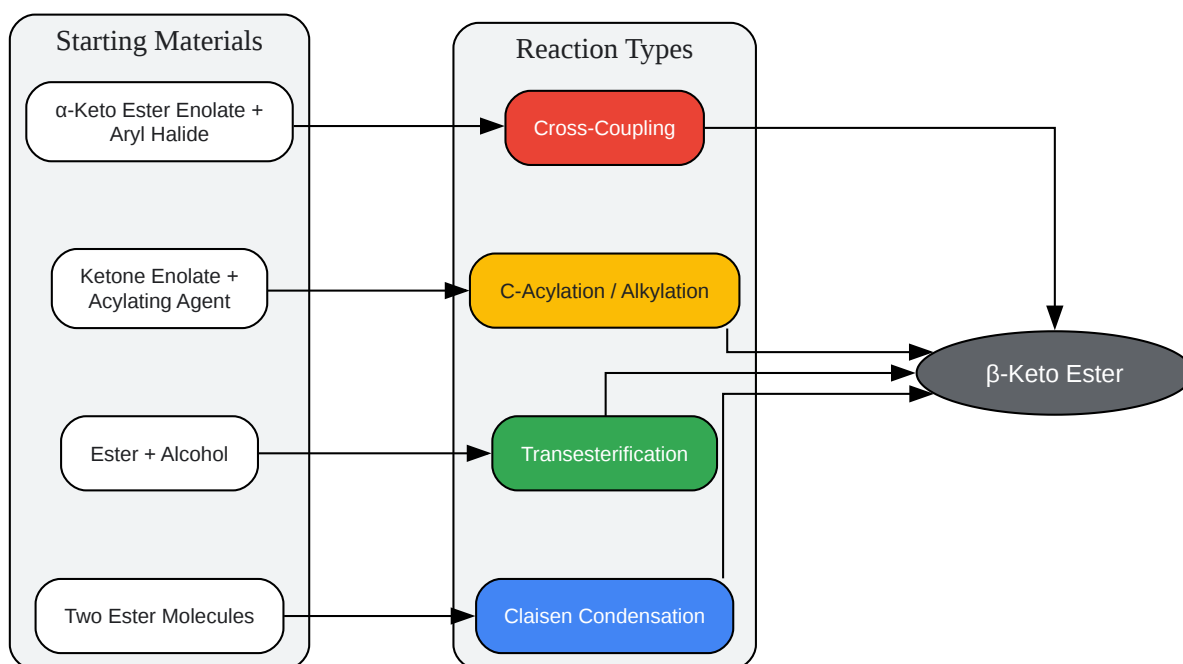 Starting Materials
α-Keto Ester Enolate +
Aryl Halide
Ketone Enolate +
Acylating Agent
Ester + Alcohol
Two Ester Molecules
Reaction Types
Cross-Coupling
C-Acylation / Alkylation
Transesterification
Claisen Condensation
β-Keto Ester